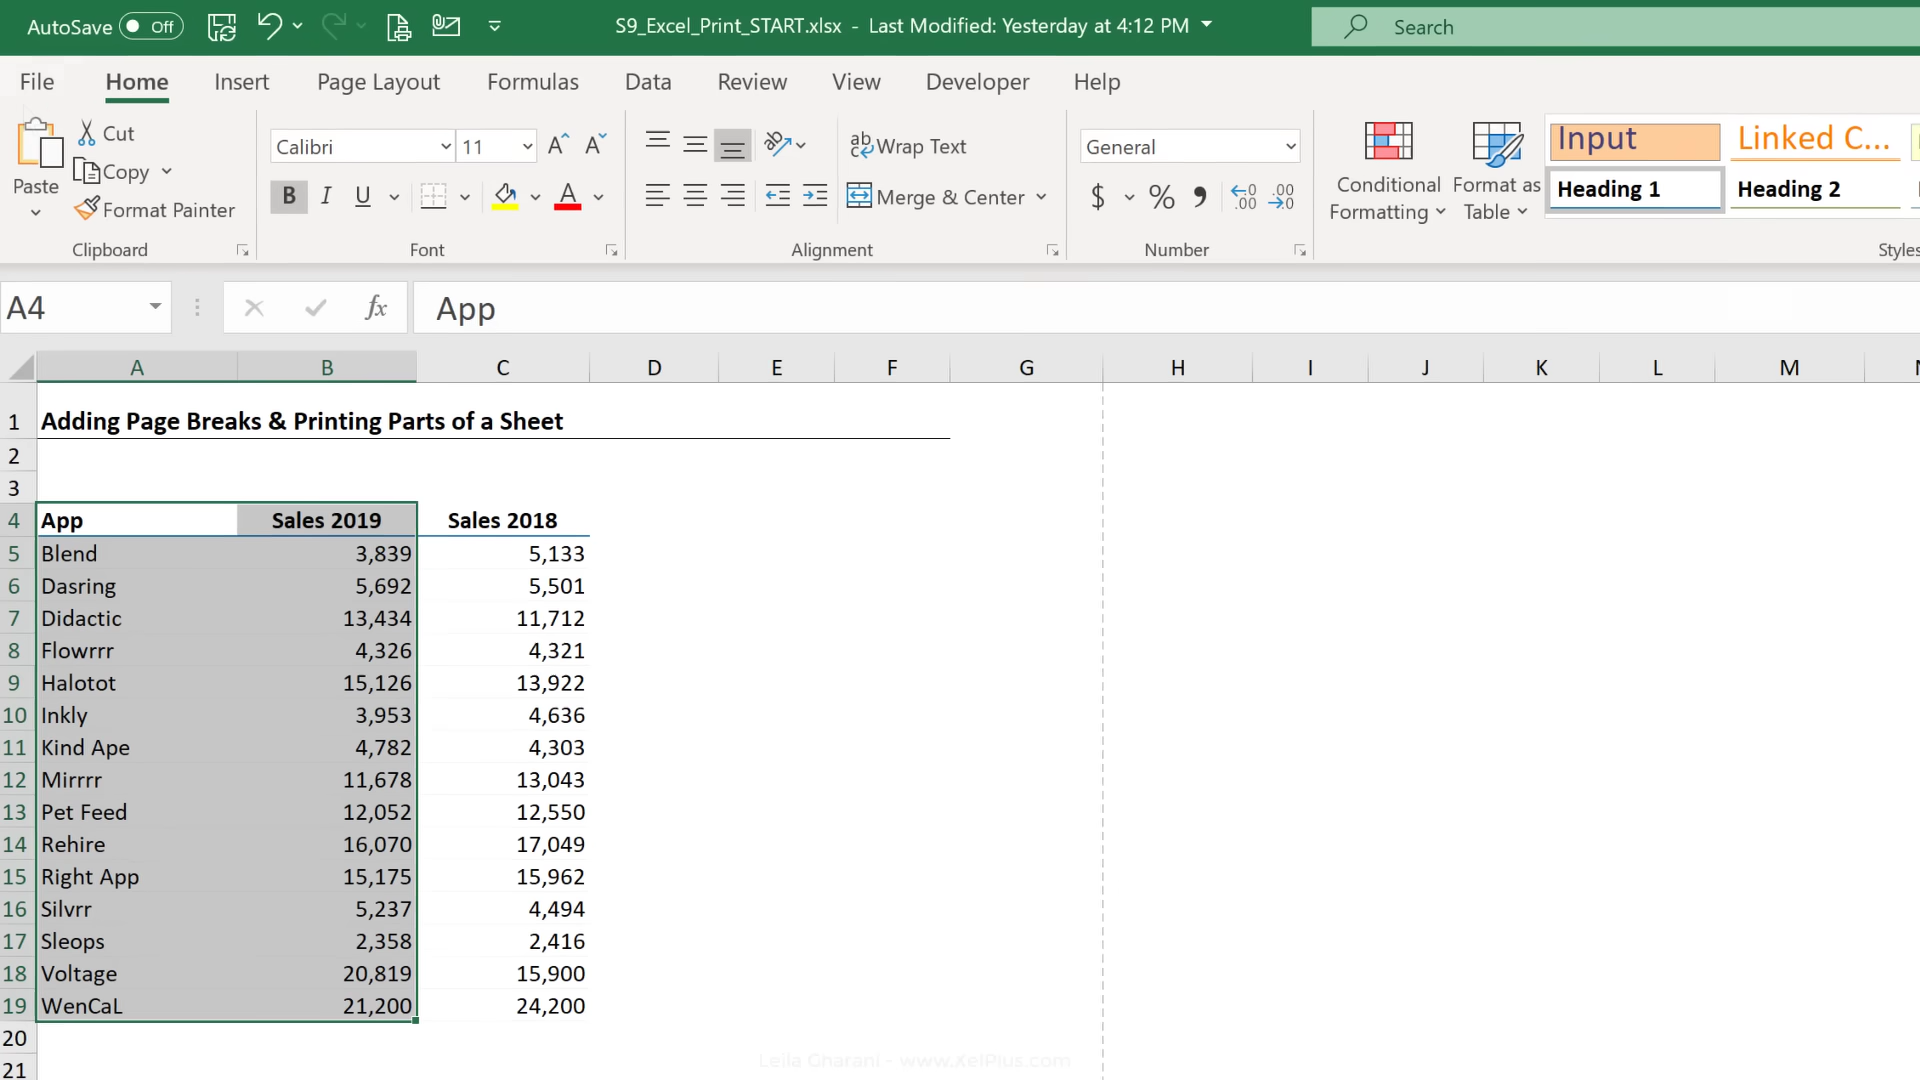 AutoSave Off S9_Excel_Print_START.xlsx - Last Modified: Yesterday at 4:12 PM Search
File Home Insert Page Layout Formulas Data Review View Developer Help
Paste
Cut
Copy
Format Painter
Clipboard
Calibri 11
B I U A
Font
ab Wrap Text
Merge & Center
Alignment
General
$ % , .00
Number
Conditional Formatting
Format as Table
Input Linked C...
Heading 1 Heading 2
Styles
A4 fx App
A B C D E F G H I J K L M
1 Adding Page Breaks & Printing Parts of a Sheet
2
3
4 App Sales 2019 Sales 2018
5 Blend 3,839 5,133
6 Dasring 5,692 5,501
7 Didactic 13,434 11,712
8 Flowrrr 4,326 4,321
9 Halotot 15,126 13,922
10 Inkly 3,953 4,636
11 Kind Ape 4,782 4,303
12 Mirrrr 11,678 13,043
13 Pet Feed 12,052 12,550
14 Rehire 16,070 17,049
15 Right App 15,175 15,962
16 Silvrr 5,237 4,494
17 Sleops 2,358 2,416
18 Voltage 20,819 15,900
19 WenCaL 21,200 24,200
20
21
Leila Gharani - www.XelPlus.com